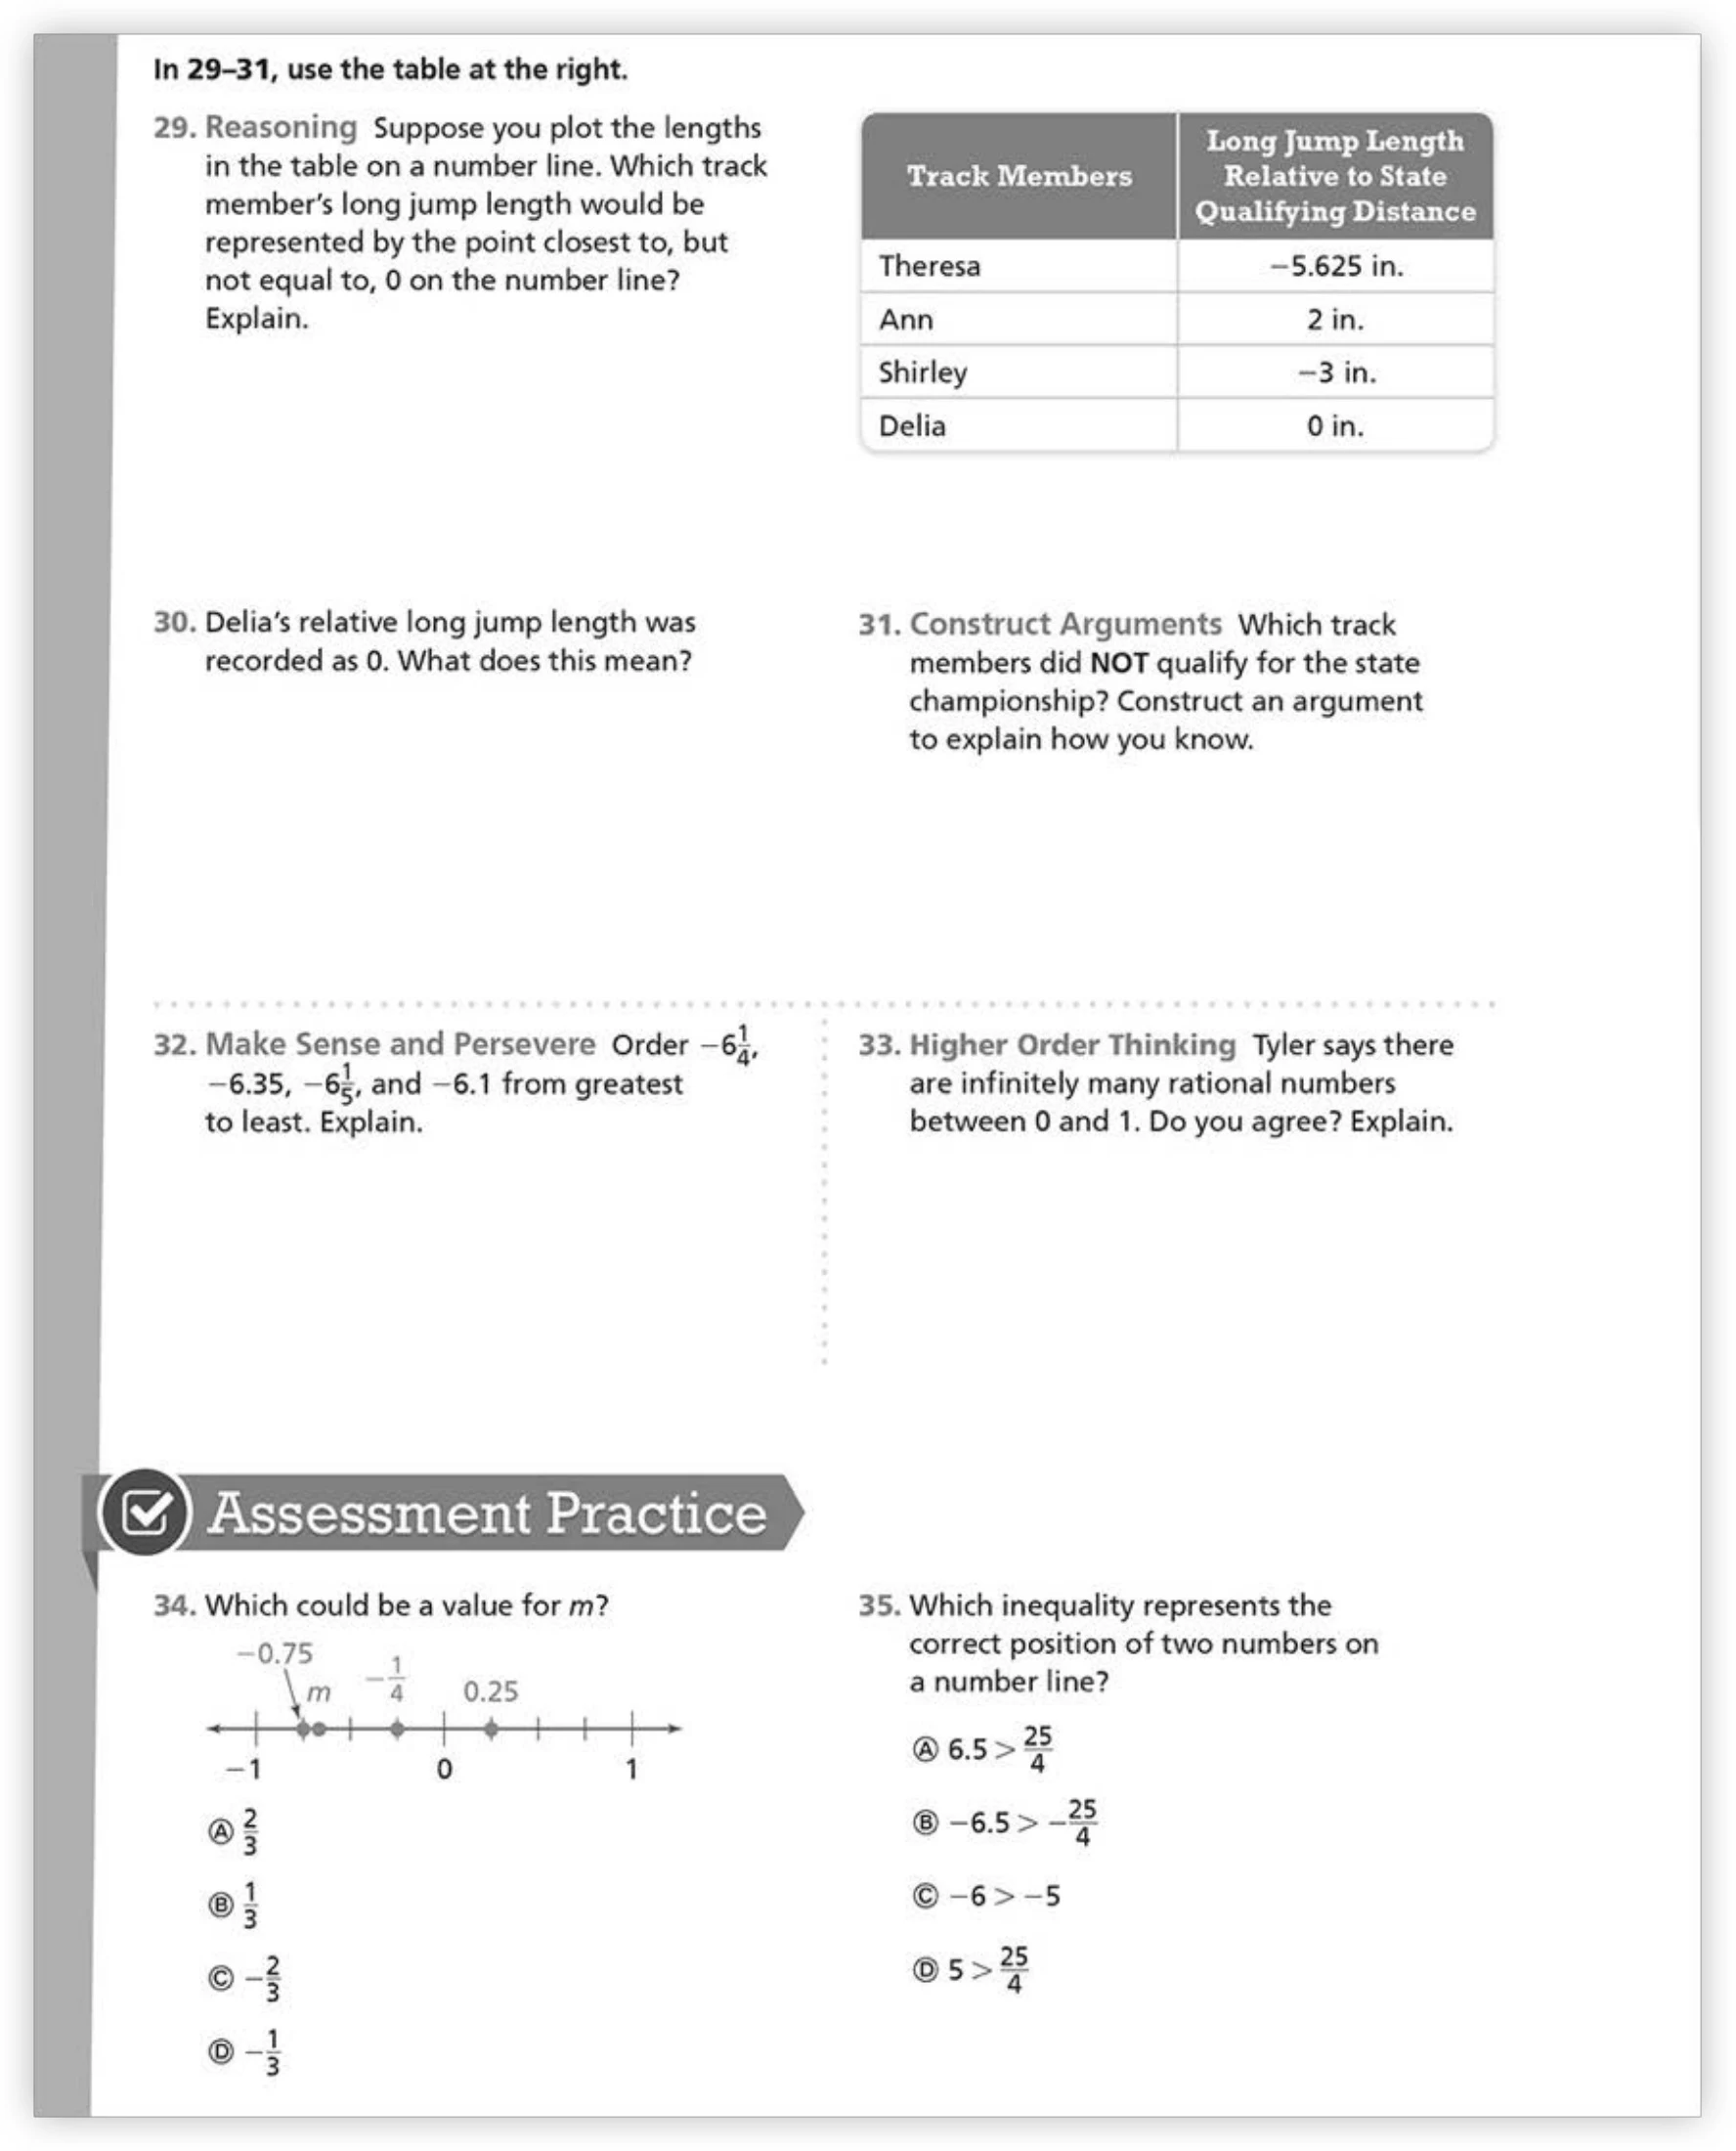 In 29–31, use the table at the right.
29. Reasoning Suppose you plot the lengths
in the table on a number line. Which track
member's long jump length would be
represented by the point closest to, but
not equal to, 0 on the number line?
Explain.
Track Members
Long Jump Length
Relative to State
Qualifying Distance
Theresa −5.625 in.
Ann 2 in.
Shirley −3 in.
Delia 0 in.
30. Delia's relative long jump length was
recorded as 0. What does this mean?
31. Construct Arguments Which track
members did NOT qualify for the state
championship? Construct an argument
to explain how you know.
32. Make Sense and Persevere Order −6 1/4,
−6.35, −6 1/5, and −6.1 from greatest
to least. Explain.
33. Higher Order Thinking Tyler says there
are infinitely many rational numbers
between 0 and 1. Do you agree? Explain.
Assessment Practice
34. Which could be a value for m?
−0.75
m −1/4 0.25
−1 0 1
Ⓐ 2/3
Ⓑ 1/3
Ⓒ −2/3
Ⓓ −1/3
35. Which inequality represents the
correct position of two numbers on
a number line?
Ⓐ 6.5 > 25/4
Ⓑ −6.5 > −25/4
Ⓒ −6 > −5
Ⓓ 5 > 25/4